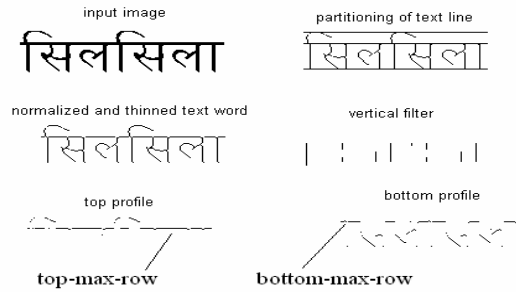 input image
partitioning of text line
सिलसिला
सिलसिला
normalized and thinned text word
vertical filter
सिलसिला
top profile
bottom profile
top-max-row
bottom-max-row